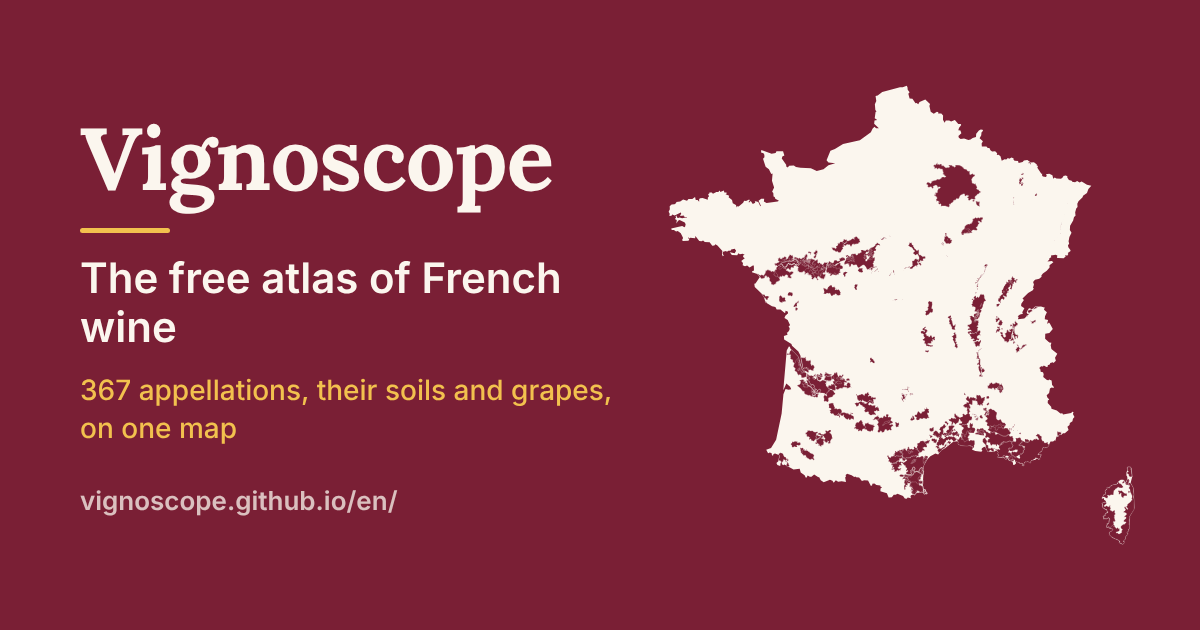 Vignoscope
The free atlas of French
wine
367 appellations, their soils and grapes,
on one map
vignoscope.github.io/en/